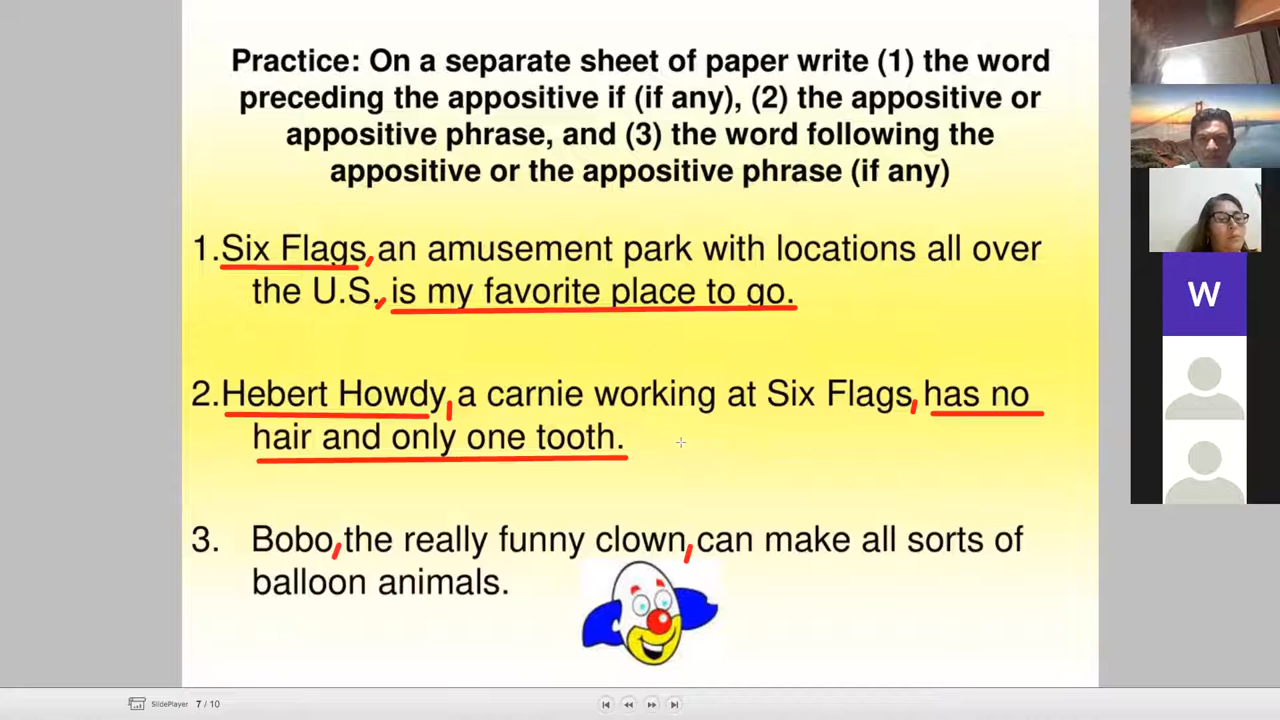 Practice: On a separate sheet of paper write (1) the word
preceding the appositive if (if any), (2) the appositive or
appositive phrase, and (3) the word following the
appositive or the appositive phrase (if any)
1.Six Flags, an amusement park with locations all over
the U.S., is my favorite place to go.
2.Hebert Howdy, a carnie working at Six Flags, has no
hair and only one tooth.
3. Bobo, the really funny clown, can make all sorts of
balloon animals.
W
SlidePlayer 7 / 10